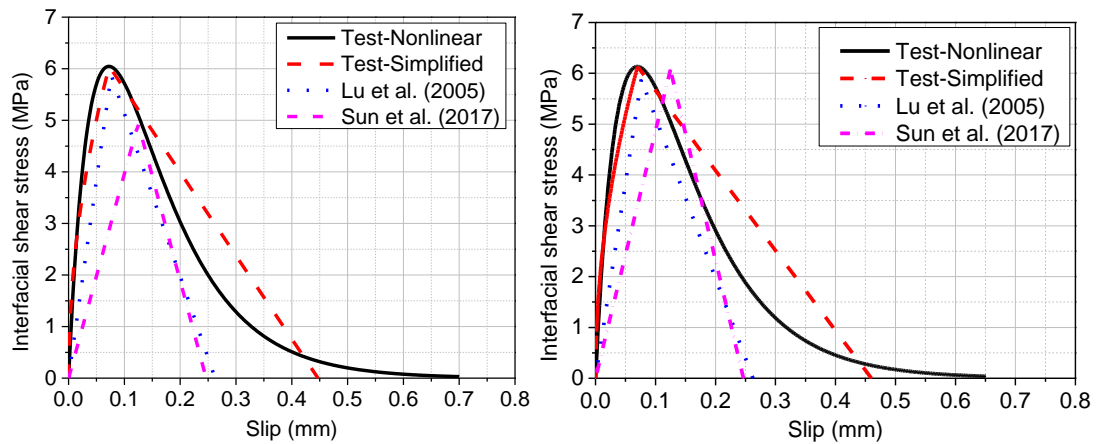 7
6
5
4
3
2
1
0
Interfacial shear stress (MPa)
Test-Nonlinear
Test-Simplified
Lu et al. (2005)
Sun et al. (2017)
0.0 0.1 0.2 0.3 0.4 0.5 0.6 0.7 0.8
Slip (mm)
7
6
5
4
3
2
1
0
Interfacial shear stress (MPa)
Test-Nonlinear
Test-Simplified
Lu et al. (2005)
Sun et al. (2017)
0.0 0.1 0.2 0.3 0.4 0.5 0.6 0.7 0.8
Slip (mm)